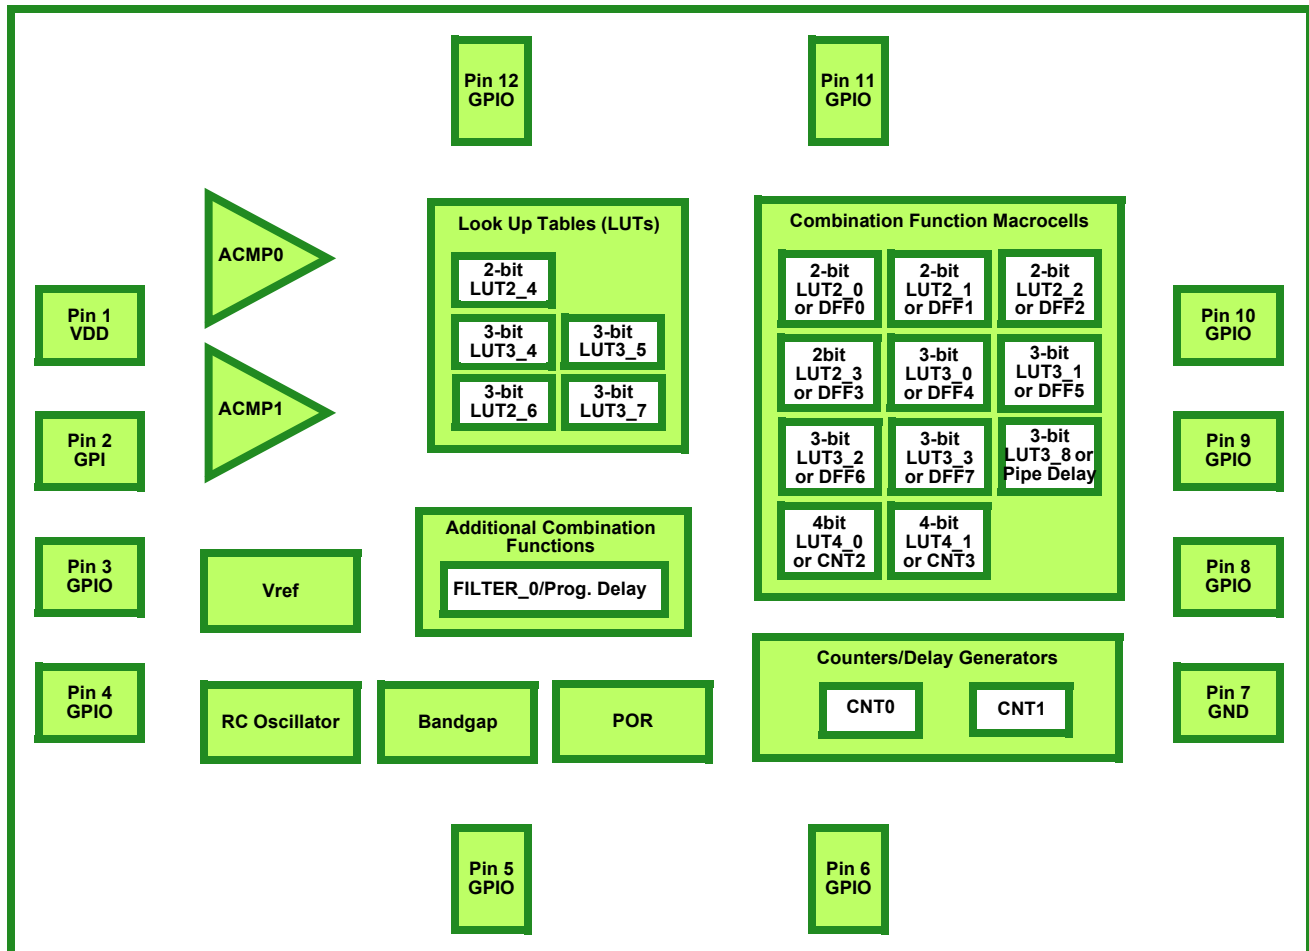 Pin 12
GPIO
Pin 11
GPIO
ACMP0
ACMP1
Pin 1
VDD
Pin 2
GPI
Pin 3
GPIO
Pin 4
GPIO
Look Up Tables (LUTs)
2-bit
LUT2_4
3-bit
LUT3_4
3-bit
LUT3_5
3-bit
LUT2_6
3-bit
LUT3_7
Combination Function Macrocells
2-bit
LUT2_0
or DFF0
2-bit
LUT2_1
or DFF1
2-bit
LUT2_2
or DFF2
2bit
LUT2_3
or DFF3
3-bit
LUT3_0
or DFF4
3-bit
LUT3_1
or DFF5
3-bit
LUT3_2
or DFF6
3-bit
LUT3_3
or DFF7
3-bit
LUT3_8 or
Pipe Delay
4bit
LUT4_0
or CNT2
4-bit
LUT4_1
or CNT3
Pin 10
GPIO
Pin 9
GPIO
Pin 8
GPIO
Pin 7
GND
Additional Combination
Functions
FILTER_0/Prog. Delay
Vref
RC Oscillator
Bandgap
POR
Counters/Delay Generators
CNT0
CNT1
Pin 5
GPIO
Pin 6
GPIO